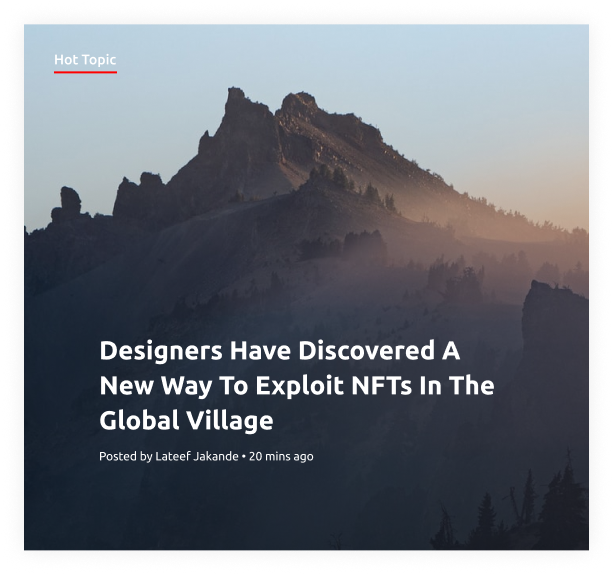 Hot Topic
Designers Have Discovered A
New Way To Exploit NFTs In The
Global Village
Posted by Lateef Jakande • 20 mins ago